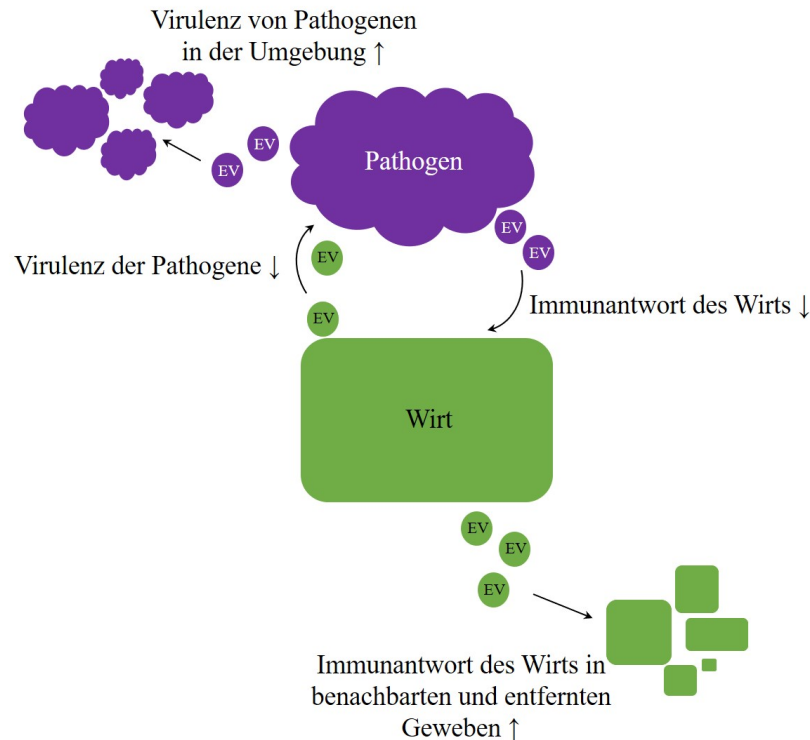 Virulenz von Pathogenen
in der Umgebung ↑
EV
EV
Pathogen
EV
EV
EV
Virulenz der Pathogene ↓
EV
Immunantwort des Wirts ↓
Wirt
EV
EV
EV
Immunantwort des Wirts in
benachbarten und entfernten
Geweben ↑